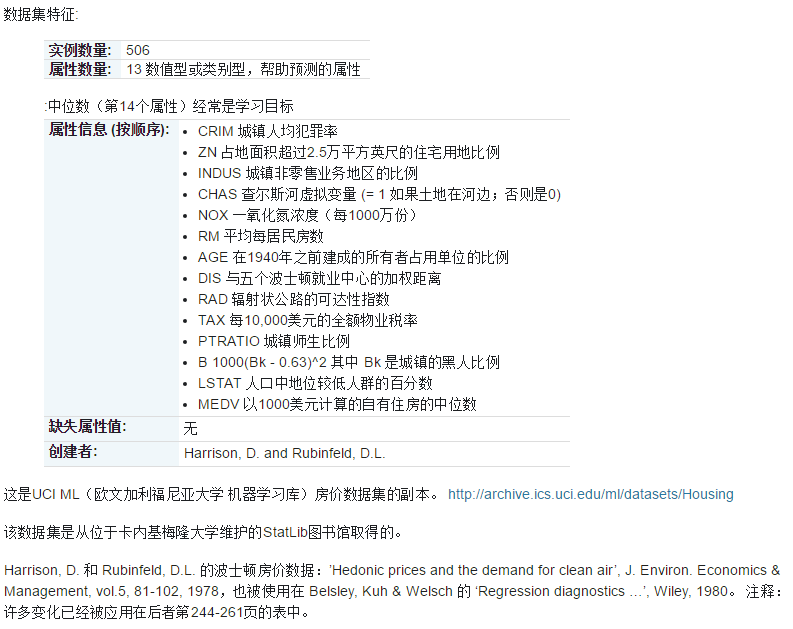 数据集特征:
实例数量: 506
属性数量: 13 数值型或类别型，帮助预测的属性
:中位数（第14个属性）经常是学习目标
属性信息 (按顺序): • CRIM 城镇人均犯罪率
• ZN 占地面积超过2.5万平方英尺的住宅用地比例
• INDUS 城镇非零售业务地区的比例
• CHAS 查尔斯河虚拟变量 (= 1 如果土地在河边；否则是0)
• NOX 一氧化氮浓度（每1000万份）
• RM 平均每居民房数
• AGE 在1940年之前建成的所有者占用单位的比例
• DIS 与五个波士顿就业中心的加权距离
• RAD 辐射状公路的可达性指数
• TAX 每10,000美元的全额物业税率
• PTRATIO 城镇师生比例
• B 1000(Bk - 0.63)^2 其中 Bk 是城镇的黑人比例
• LSTAT 人口中地位较低人群的百分数
• MEDV 以1000美元计算的自有住房的中位数
缺失属性值: 无
创建者: Harrison, D. and Rubinfeld, D.L.
这是UCI ML（欧文加利福尼亚大学 机器学习库）房价数据集的副本。 http://archive.ics.uci.edu/ml/datasets/Housing
该数据集是从位于卡内基梅隆大学维护的StatLib图书馆取得的。
Harrison, D. 和 Rubinfeld, D.L. 的波士顿房价数据：'Hedonic prices and the demand for clean air', J. Environ. Economics &
Management, vol.5, 81-102, 1978，也被使用在 Belsley, Kuh & Welsch 的 ‘Regression diagnostics …’, Wiley, 1980。 注释：
许多变化已经被应用在后者第244-261页的表中。